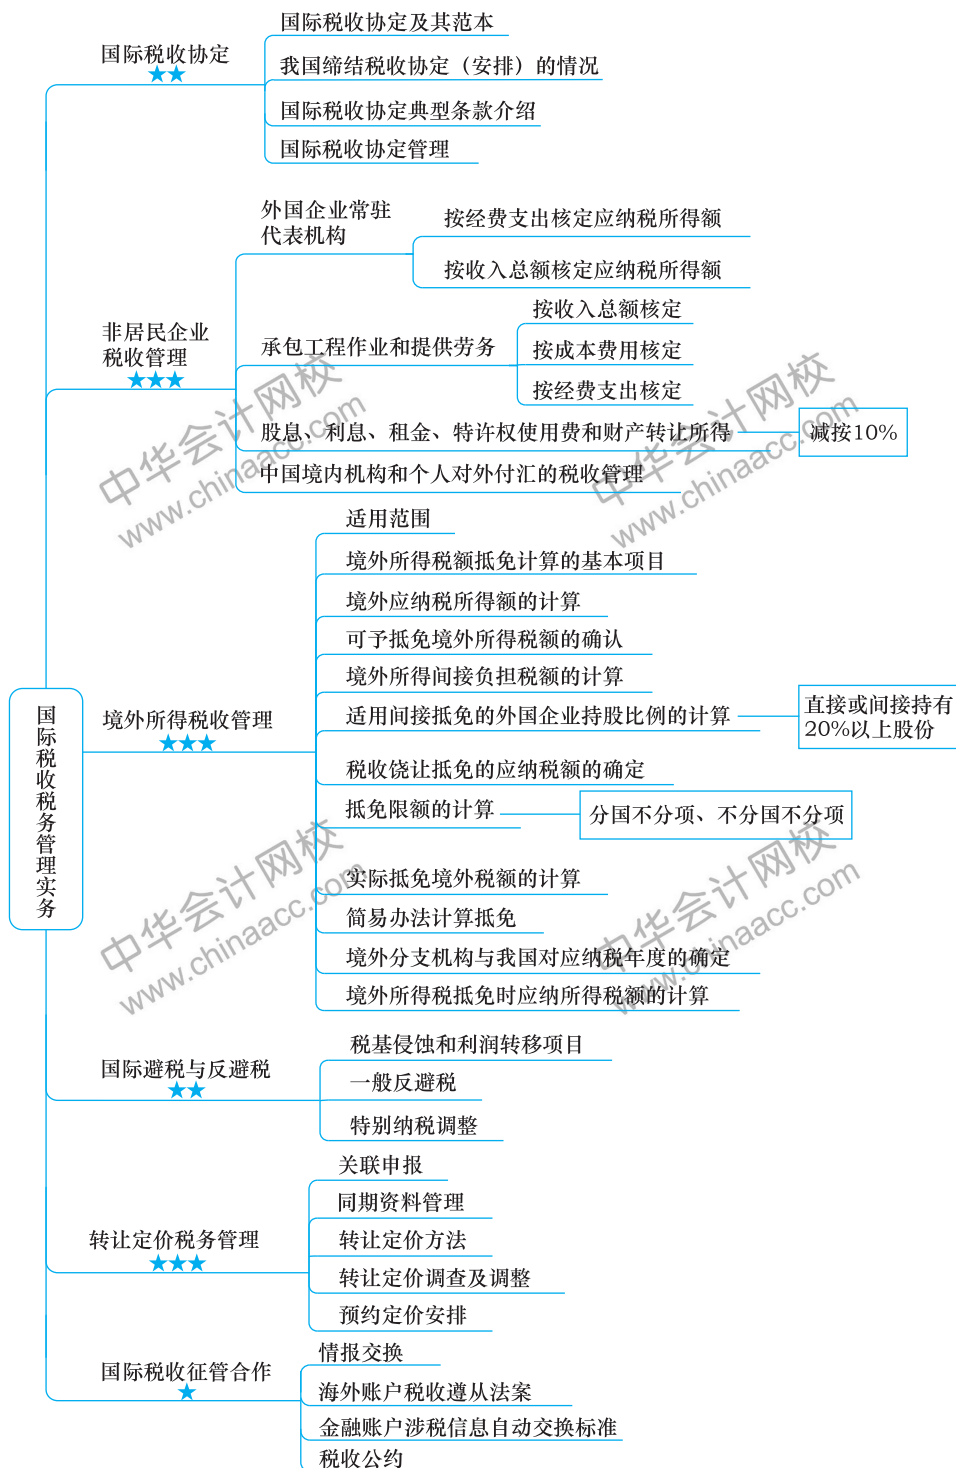 国际税收税务管理实务
国际税收协定
★★
国际税收协定及其范本
我国缔结税收协定（安排）的情况
国际税收协定典型条款介绍
国际税收协定管理
非居民企业
税收管理
★★★
外国企业常驻
代表机构
按经费支出核定应纳税所得额
按收入总额核定应纳税所得额
承包工程作业和提供劳务
按收入总额核定
按成本费用核定
按经费支出核定
股息、利息、租金、特许权使用费和财产转让所得
减按10%
中国境内机构和个人对外付汇的税收管理
境外所得税收管理
★★★
适用范围
境外所得税额抵免计算的基本项目
境外应纳税所得额的计算
可予抵免境外所得税额的确认
境外所得间接负担税额的计算
适用间接抵免的外国企业持股比例的计算
直接或间接持有
20%以上股份
税收饶让抵免的应纳税额的确定
抵免限额的计算
分国不分项、不分国不分项
实际抵免境外税额的计算
简易办法计算抵免
境外分支机构与我国对应纳税年度的确定
境外所得税抵免时应纳所得税额的计算
国际避税与反避税
★★
税基侵蚀和利润转移项目
一般反避税
特别纳税调整
转让定价税务管理
★★★
关联申报
同期资料管理
转让定价方法
转让定价调查及调整
预约定价安排
国际税收征管合作
★
情报交换
海外账户税收遵从法案
金融账户涉税信息自动交换标准
税收公约
中华会计网校
www.chinaacc.com
中华会计网校
www.chinaacc.com
中华会计网校
www.chinaacc.com
中华会计网校
www.chinaacc.com